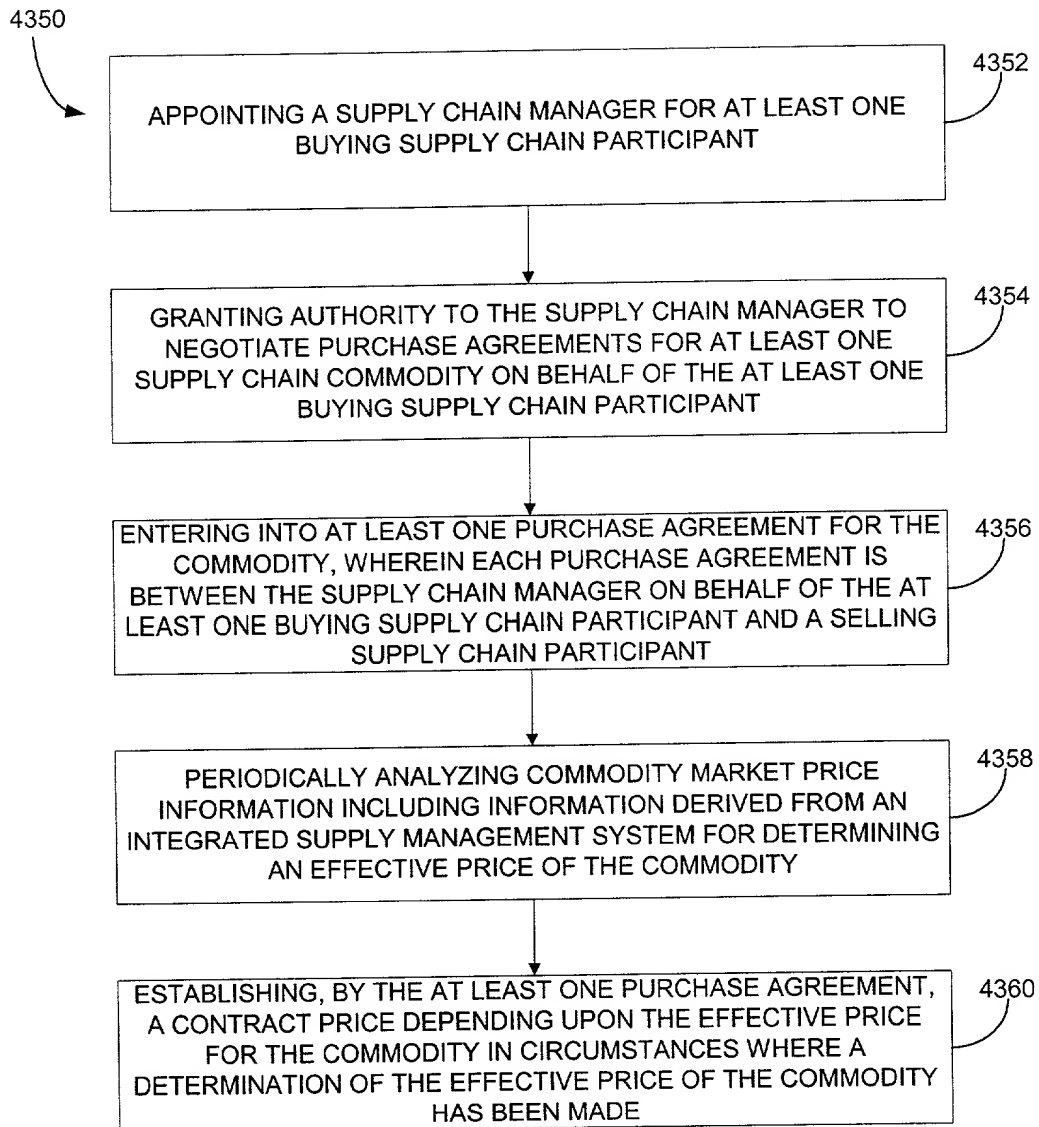 4350
4352
APPOINTING A SUPPLY CHAIN MANAGER FOR AT LEAST ONE
BUYING SUPPLY CHAIN PARTICIPANT
4354
GRANTING AUTHORITY TO THE SUPPLY CHAIN MANAGER TO
NEGOTIATE PURCHASE AGREEMENTS FOR AT LEAST ONE
SUPPLY CHAIN COMMODITY ON BEHALF OF THE AT LEAST ONE
BUYING SUPPLY CHAIN PARTICIPANT
4356
ENTERING INTO AT LEAST ONE PURCHASE AGREEMENT FOR THE
COMMODITY, WHEREIN EACH PURCHASE AGREEMENT IS
BETWEEN THE SUPPLY CHAIN MANAGER ON BEHALF OF THE AT
LEAST ONE BUYING SUPPLY CHAIN PARTICIPANT AND A SELLING
SUPPLY CHAIN PARTICIPANT
4358
PERIODICALLY ANALYZING COMMODITY MARKET PRICE
INFORMATION INCLUDING INFORMATION DERIVED FROM AN
INTEGRATED SUPPLY MANAGEMENT SYSTEM FOR DETERMINING
AN EFFECTIVE PRICE OF THE COMMODITY
4360
ESTABLISHING, BY THE AT LEAST ONE PURCHASE AGREEMENT,
A CONTRACT PRICE DEPENDING UPON THE EFFECTIVE PRICE
FOR THE COMMODITY IN CIRCUMSTANCES WHERE A
DETERMINATION OF THE EFFECTIVE PRICE OF THE COMMODITY
HAS BEEN MADE